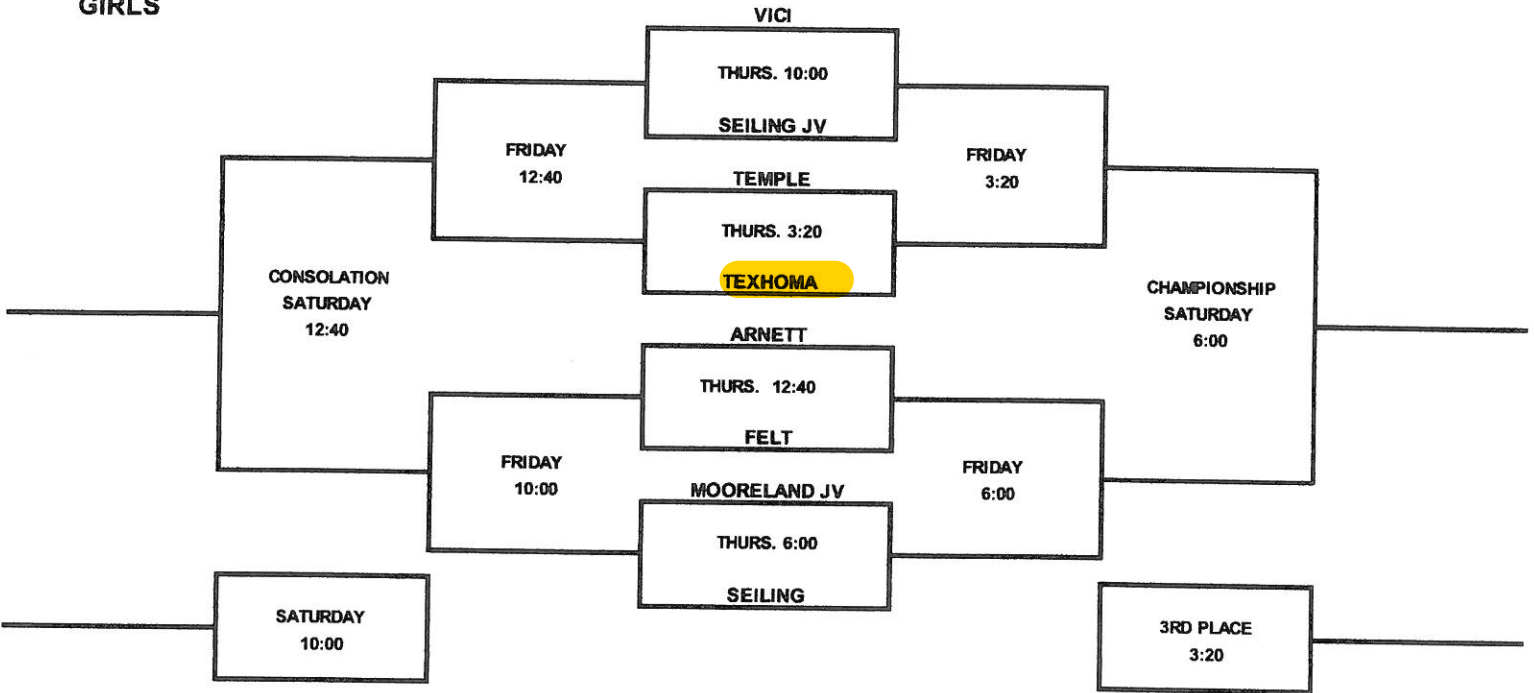 GIRLS
VICI
THURS. 10:00
SEILING JV
FRIDAY
12:40
FRIDAY
3:20
TEMPLE
THURS. 3:20
TEXHOMA
CONSOLATION
SATURDAY
12:40
CHAMPIONSHIP
SATURDAY
6:00
ARNETT
THURS. 12:40
FELT
FRIDAY
10:00
FRIDAY
6:00
MOORELAND JV
THURS. 6:00
SEILING
SATURDAY
10:00
3RD PLACE
3:20